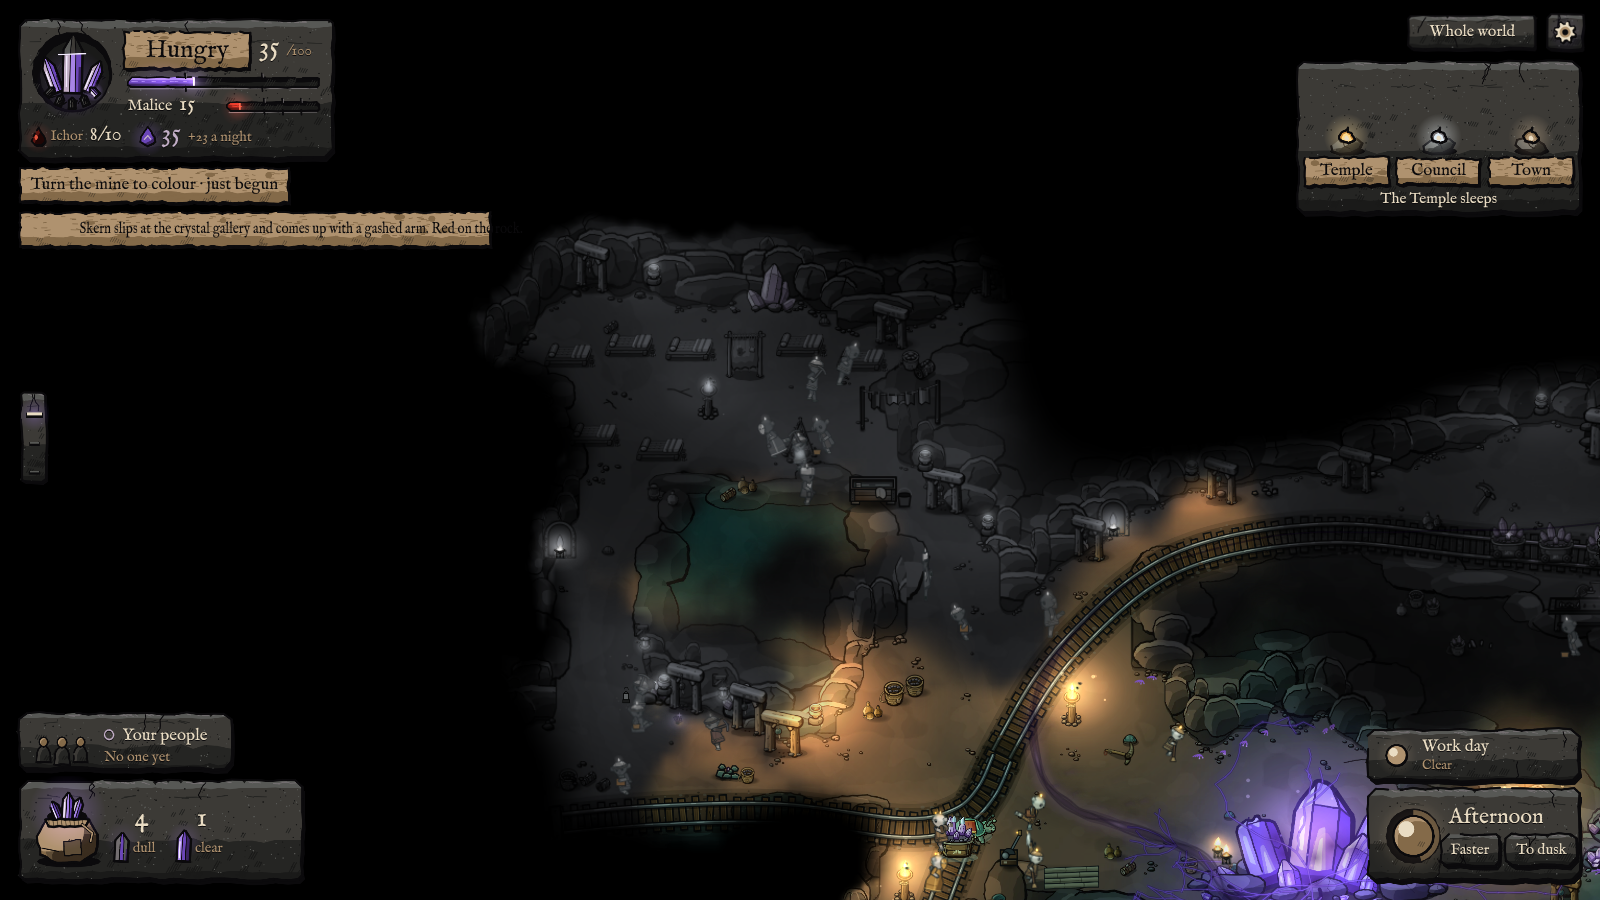 Hungry 35 /100
Malice 15
Ichor 8/10 35 +23 a night
Turn the mine to colour · just begun
Skern slips at the crystal gallery and comes up with a gashed arm. Red on the rock
Whole world
Temple Council Town
The Temple sleeps
Your people
No one yet
4 1
dull clear
Work day
Clear
Afternoon
Faster To dusk